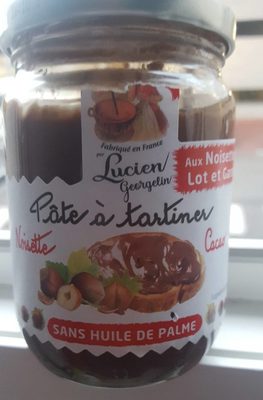 Fabriqué en France
par
Lucien
Georgelin
Aux Noisettes
Lot et Gar
Pâte à tartiner
Noisette
Cacao
SANS HUILE DE PALME